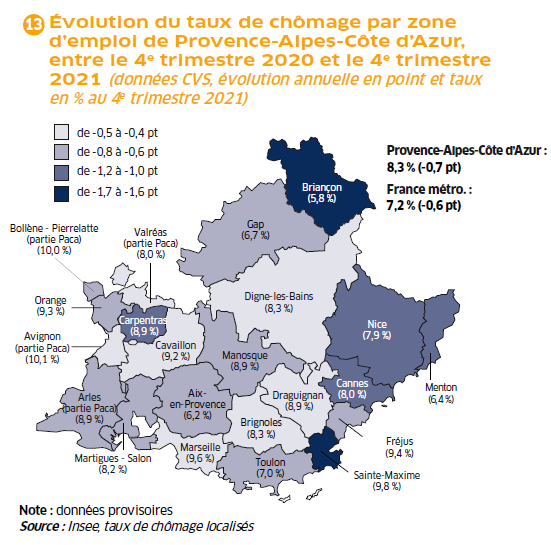 13 Évolution du taux de chômage par zone
d'emploi de Provence-Alpes-Côte d'Azur,
entre le 4e trimestre 2020 et le 4e trimestre
2021 (données CVS, évolution annuelle en point et taux
en % au 4e trimestre 2021)
de -0,5 à -0,4 pt
de -0,8 à -0,6 pt
de -1,2 à -1,0 pt
de -1,7 à -1,6 pt
Provence-Alpes-Côte d'Azur :
8,3 % (-0,7 pt)
France métro. :
7,2 % (-0,6 pt)
Briançon
(5,8 %)
Gap
(6,7 %)
Bollène - Pierrelatte
(partie Paca)
(10,0 %)
Valréas
(partie Paca)
(8,0 %)
Orange
(9,3 %)
Carpentras
(8,9 %)
Digne-les-Bains
(8,3 %)
Nice
(7,9 %)
Avignon
(partie Paca)
(10,1 %)
Cavaillon
(9,2 %)
Manosque
(8,9 %)
Cannes
(8,0 %)
Menton
(6,4 %)
Arles
(partie Paca)
(8,9 %)
Aix-
en-Provence
(6,2 %)
Draguignan
(8,9 %)
Brignoles
(8,3 %)
Fréjus
(9,4 %)
Martigues - Salon
(8,2 %)
Marseille
(9,6 %)
Toulon
(7,0 %)
Sainte-Maxime
(9,8 %)
Note : données provisoires
Source : Insee, taux de chômage localisés